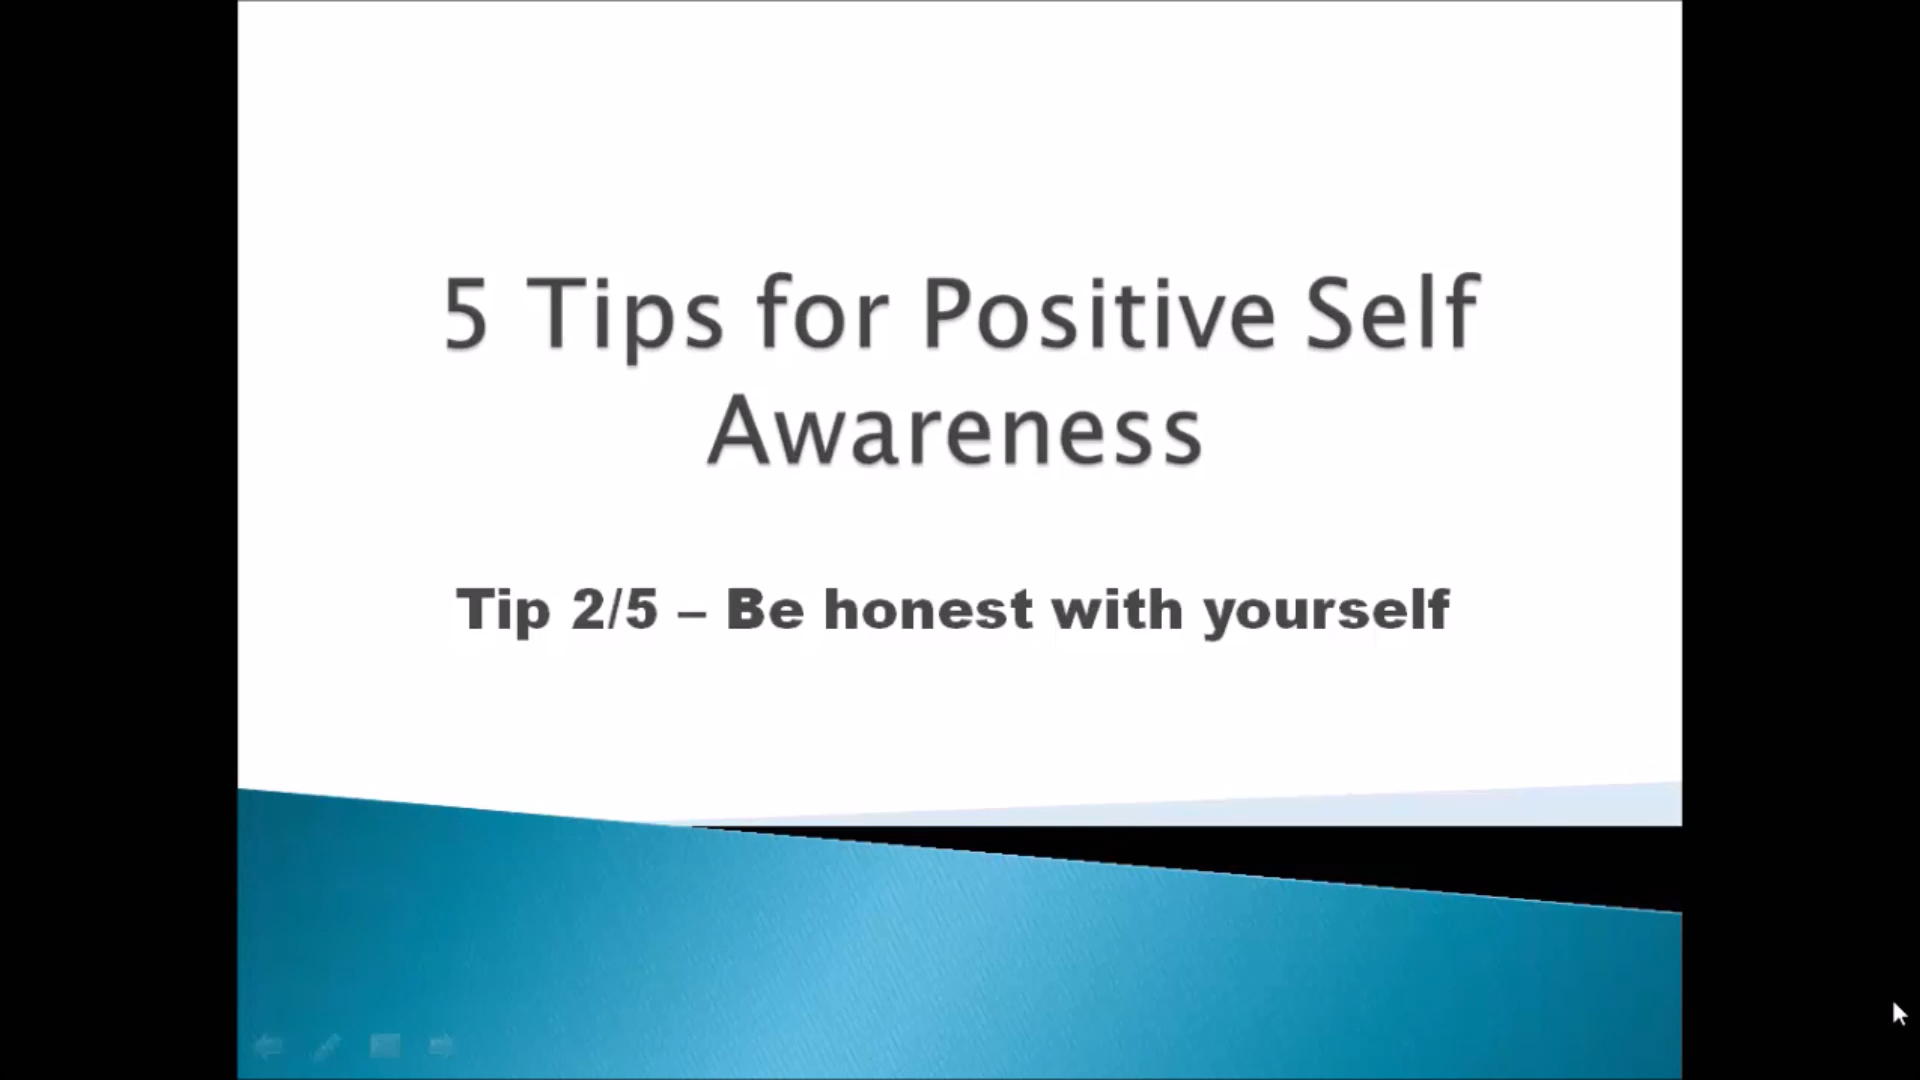 5 Tips for Positive Self
Awareness
Tip 2/5 – Be honest with yourself